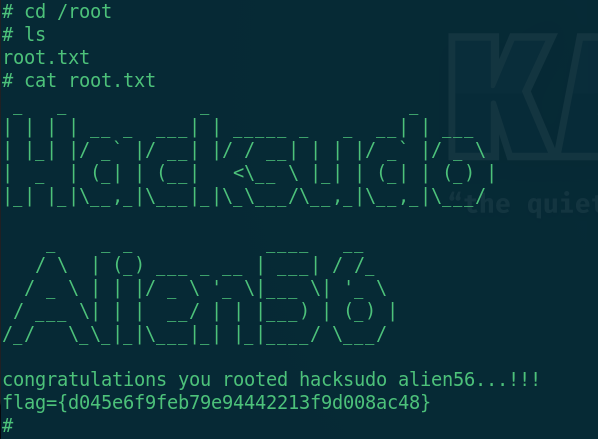 # cd /root
# ls
root.txt
# cat root.txt
Hacksudo
Alien56
congratulations you rooted hacksudo alien56...!!!
flag={d045e6f9feb79e94442213f9d008ac48}
#
KA
"the quiet